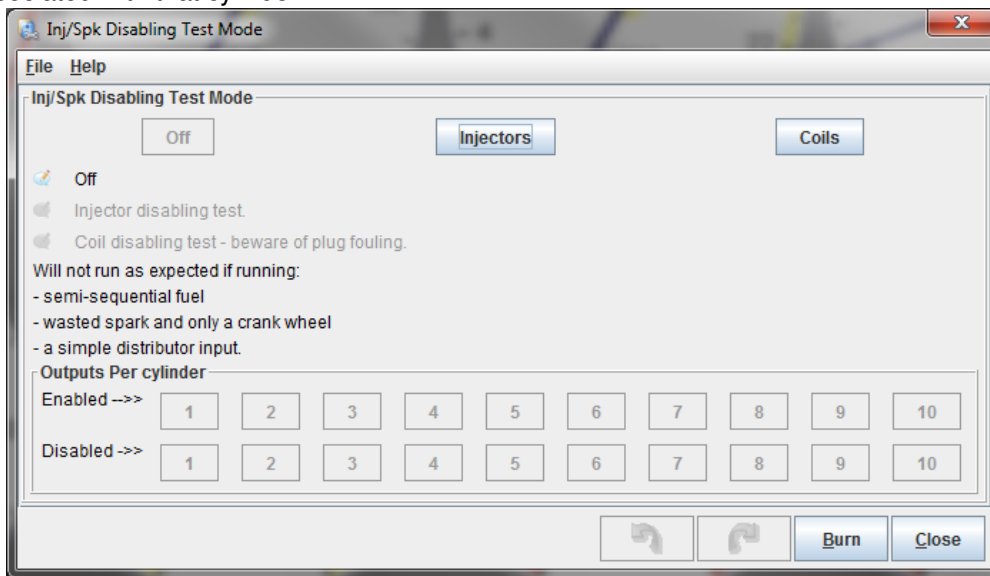 Inj/Spk Disabling Test Mode
File Help
Inj/Spk Disabling Test Mode
Off Injectors Coils
Off
Injector disabling test.
Coil disabling test - beware of plug fouling.
Will not run as expected if running:
- semi-sequential fuel
- wasted spark and only a crank wheel
- a simple distributor input.
Outputs Per cylinder
Enabled -->> 1 2 3 4 5 6 7 8 9 10
Disabled ->> 1 2 3 4 5 6 7 8 9 10
Burn Close